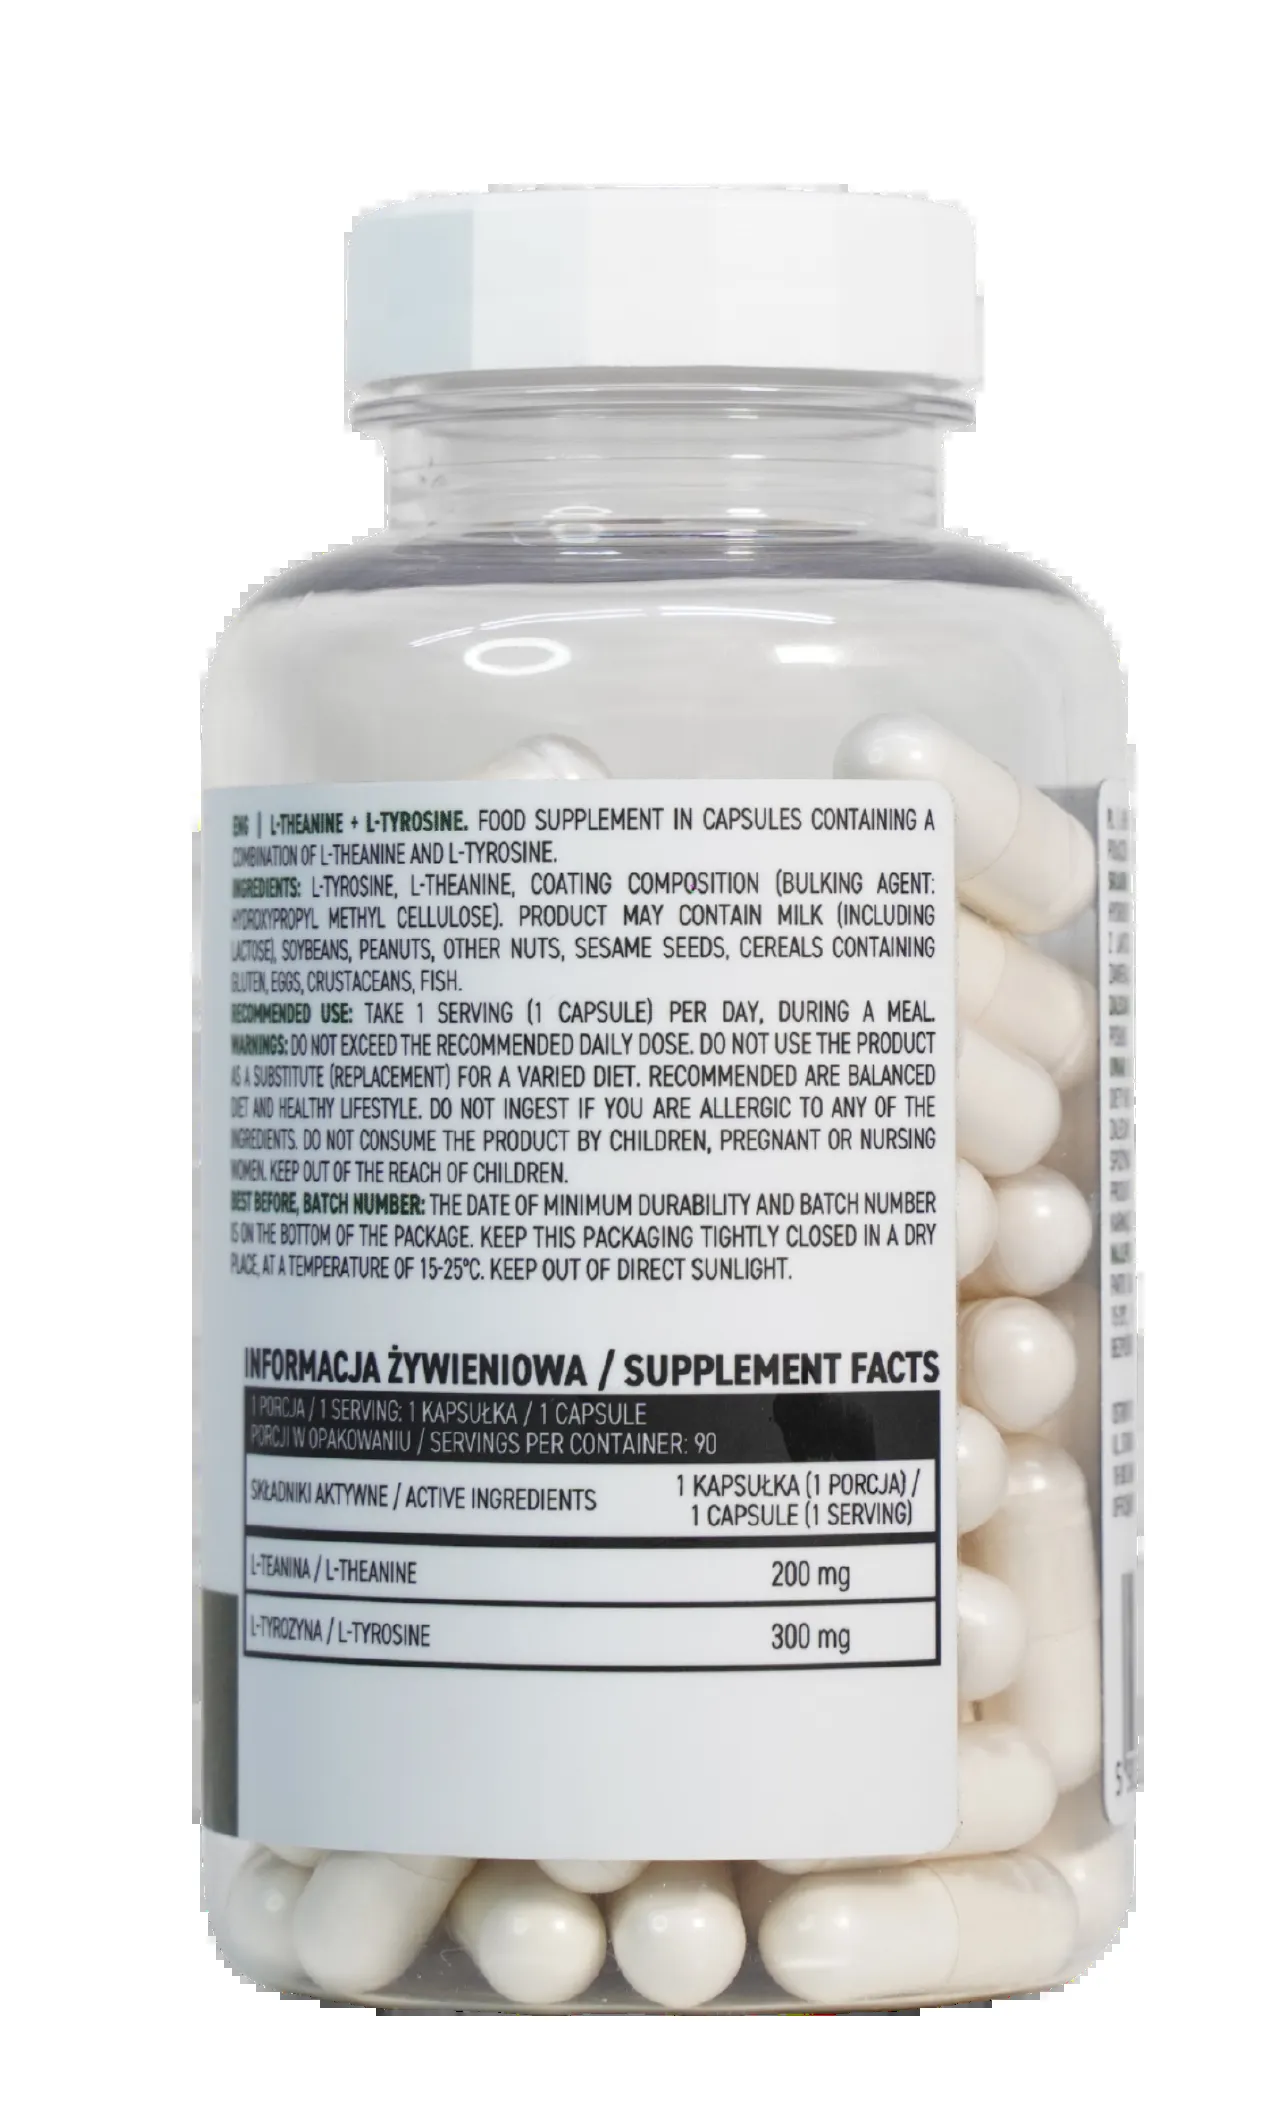 ENG | L-THEANINE + L-TYROSINE. FOOD SUPPLEMENT IN CAPSULES CONTAINING A
COMBINATION OF L-THEANINE AND L-TYROSINE.
INGREDIENTS: L-TYROSINE, L-THEANINE, COATING COMPOSITION (BULKING AGENT:
HYDROXYPROPYL METHYL CELLULOSE). PRODUCT MAY CONTAIN MILK (INCLUDING
LACTOSE), SOYBEANS, PEANUTS, OTHER NUTS, SESAME SEEDS, CEREALS CONTAINING
GLUTEN, EGGS, CRUSTACEANS, FISH.
RECOMMENDED USE: TAKE 1 SERVING (1 CAPSULE) PER DAY, DURING A MEAL.
WARNINGS: DO NOT EXCEED THE RECOMMENDED DAILY DOSE. DO NOT USE THE PRODUCT
AS A SUBSTITUTE (REPLACEMENT) FOR A VARIED DIET. RECOMMENDED ARE BALANCED
DIET AND HEALTHY LIFESTYLE. DO NOT INGEST IF YOU ARE ALLERGIC TO ANY OF THE
INGREDIENTS. DO NOT CONSUME THE PRODUCT BY CHILDREN, PREGNANT OR NURSING
WOMEN. KEEP OUT OF THE REACH OF CHILDREN.
BEST BEFORE, BATCH NUMBER: THE DATE OF MINIMUM DURABILITY AND BATCH NUMBER
IS ON THE BOTTOM OF THE PACKAGE. KEEP THIS PACKAGING TIGHTLY CLOSED IN A DRY
PLACE, AT A TEMPERATURE OF 15-25°C. KEEP OUT OF DIRECT SUNLIGHT.
INFORMACJA ŻYWIENIOWA / SUPPLEMENT FACTS
1 PORCJA / 1 SERVING: 1 KAPSUŁKA / 1 CAPSULE
PORCJI W OPAKOWANIU / SERVINGS PER CONTAINER: 90
SKŁADNIKI AKTYWNE / ACTIVE INGREDIENTS 1 KAPSUŁKA (1 PORCJA) /
1 CAPSULE (1 SERVING)
L-TEANINA / L-THEANINE 200 mg
L-TYROZYNA / L-TYROSINE 300 mg